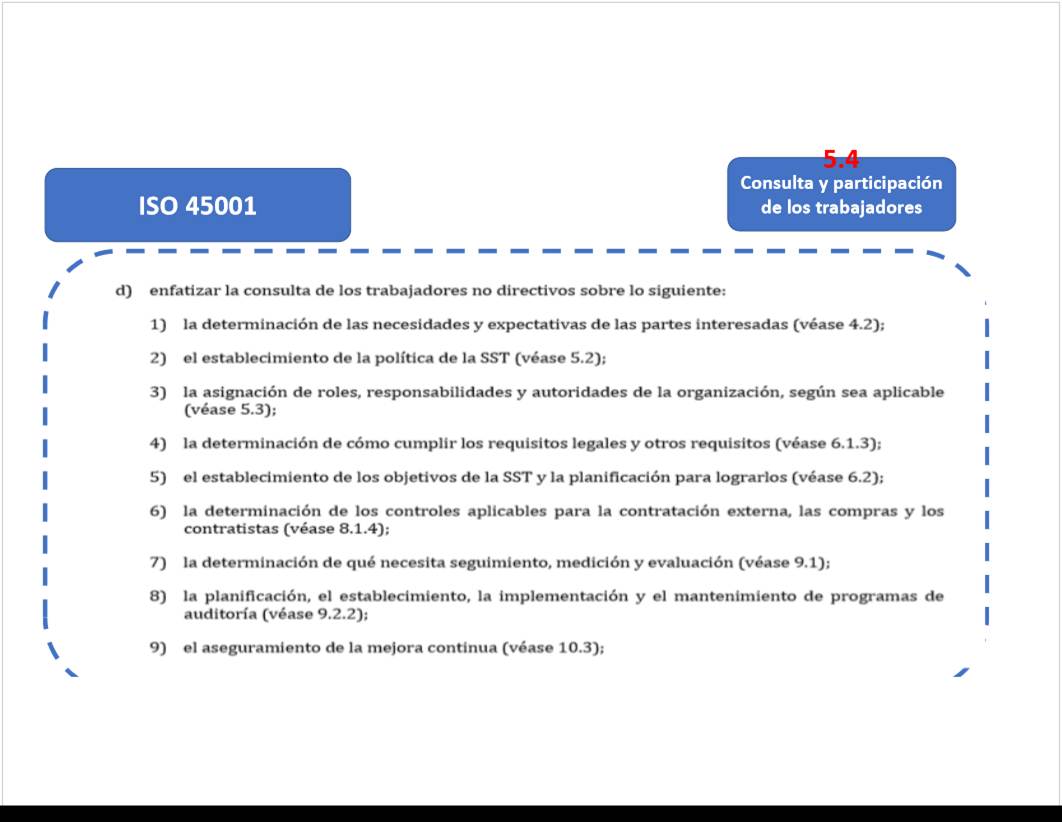 5.4
ISO 45001
Consulta y participación
de los trabajadores
d) enfatizar la consulta de los trabajadores no directivos sobre lo siguiente:
1) la determinación de las necesidades y expectativas de las partes interesadas (véase 4.2);
2) el establecimiento de la política de la SST (véase 5.2);
3) la asignación de roles, responsabilidades y autoridades de la organización, según sea aplicable
(véase 5.3);
4) la determinación de cómo cumplir los requisitos legales y otros requisitos (véase 6.1.3);
5) el establecimiento de los objetivos de la SST y la planificación para lograrlos (véase 6.2);
6) la determinación de los controles aplicables para la contratación externa, las compras y los
contratistas (véase 8.1.4);
7) la determinación de qué necesita seguimiento, medición y evaluación (véase 9.1);
8) la planificación, el establecimiento, la implementación y el mantenimiento de programas de
auditoría (véase 9.2.2);
9) el aseguramiento de la mejora continua (véase 10.3);